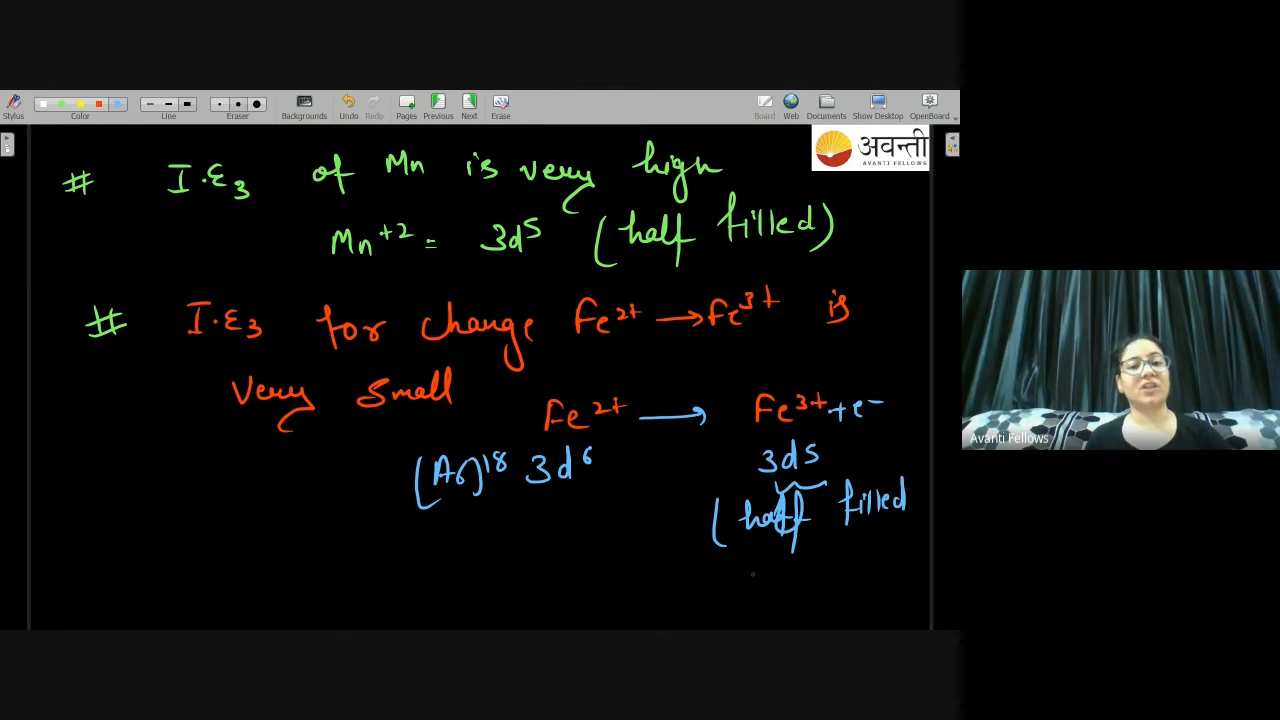 Stylus
Color
Line
Eraser
Backgrounds
Undo
Redo
Pages
Previous
Next
Erase
Board
Web
Documents
Show Desktop
OpenBoard
अवन्ती
AVANTI FELLOWS
# I.E₃ of Mn is very high
Mn⁺² = 3d⁵ (half filled)
# I.E₃ for change Fe²⁺ → Fe³⁺ is
very small
Fe²⁺ → Fe³⁺ + e⁻
(Ar)¹⁸ 3d⁶ 3d⁵
(half filled
Avanti Fellows